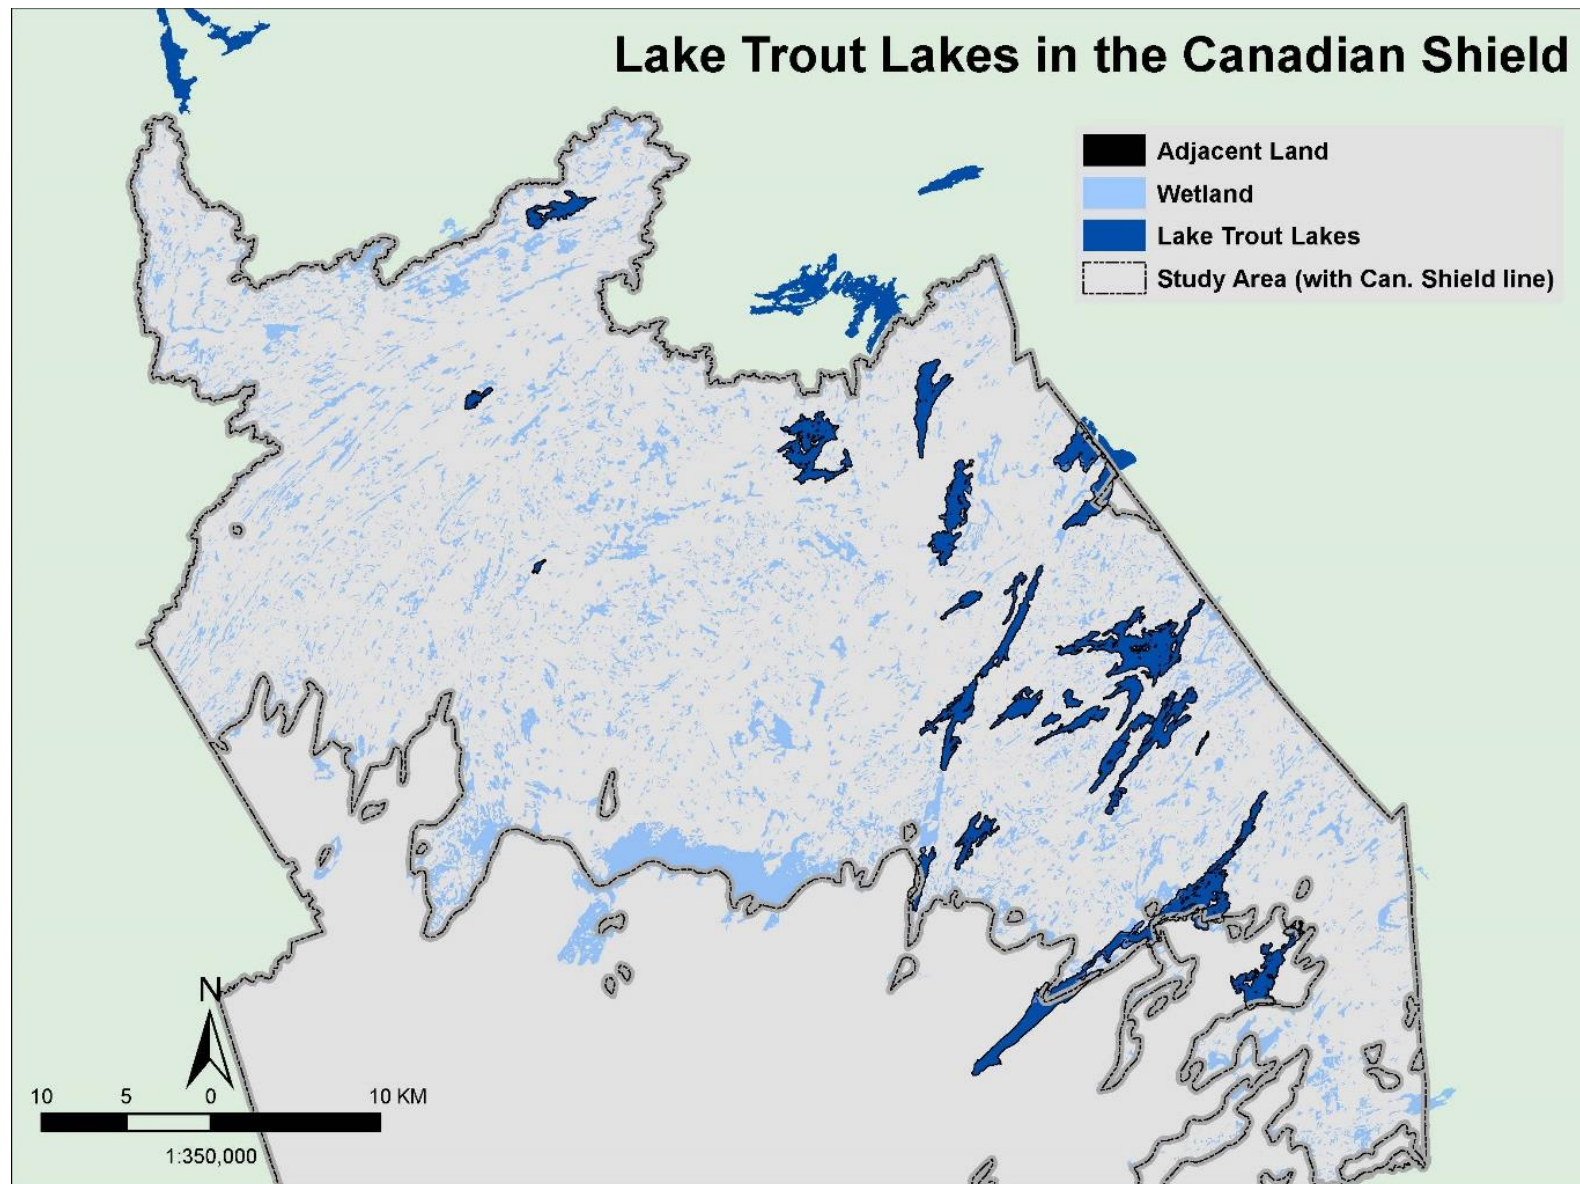 Lake Trout Lakes in the Canadian Shield
Adjacent Land
Wetland
Lake Trout Lakes
Study Area (with Can. Shield line)
N
10 5 0 10 KM
1:350,000